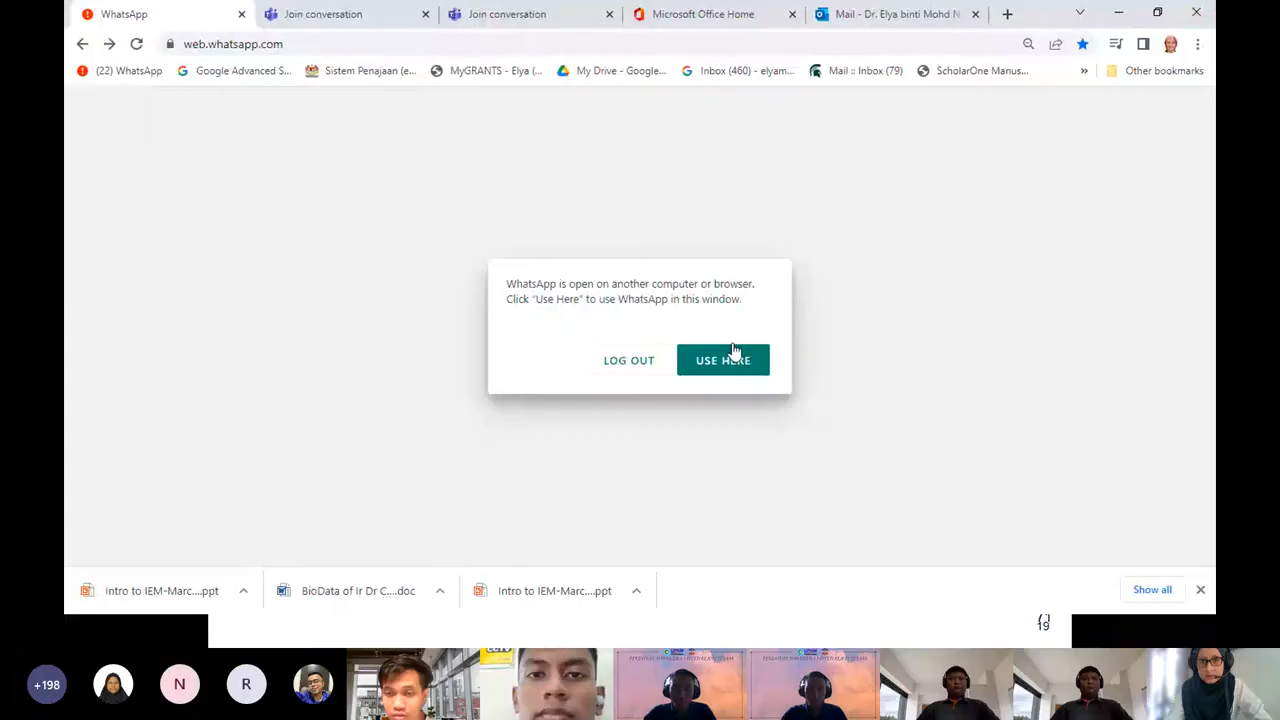 WhatsApp
Join conversation
Join conversation
Microsoft Office Home
Mail - Dr. Elya binti Mohd N
web.whatsapp.com
(22) WhatsApp
Google Advanced S...
Sistem Penajaan (e...
MyGRANTS - Elya (...
My Drive - Google...
Inbox (460) - elyam...
Mail :: Inbox (79)
ScholarOne Manus...
»
Other bookmarks
WhatsApp is open on another computer or browser.
Click "Use Here" to use WhatsApp in this window.
LOG OUT
USE HERE
Intro to IEM-Marc....ppt
BioData of Ir Dr C....doc
Intro to IEM-Marc....ppt
Show all
19
+198
N
R